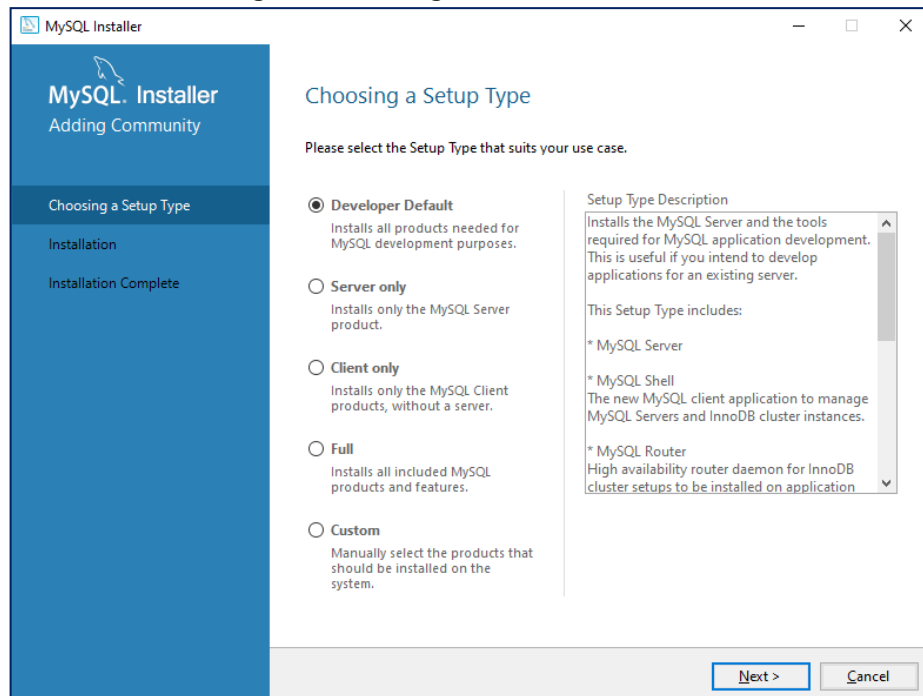 MySQL Installer
MySQL. Installer
Adding Community
Choosing a Setup Type
Installation
Installation Complete
Choosing a Setup Type
Please select the Setup Type that suits your use case.
Developer Default
Installs all products needed for
MySQL development purposes.
Server only
Installs only the MySQL Server
product.
Client only
Installs only the MySQL Client
products, without a server.
Full
Installs all included MySQL
products and features.
Custom
Manually select the products that
should be installed on the
system.
Setup Type Description
Installs the MySQL Server and the tools
required for MySQL application development.
This is useful if you intend to develop
applications for an existing server.
This Setup Type includes:
* MySQL Server
* MySQL Shell
The new MySQL client application to manage
MySQL Servers and InnoDB cluster instances.
* MySQL Router
High availability router daemon for InnoDB
cluster setups to be installed on application
Next >
Cancel